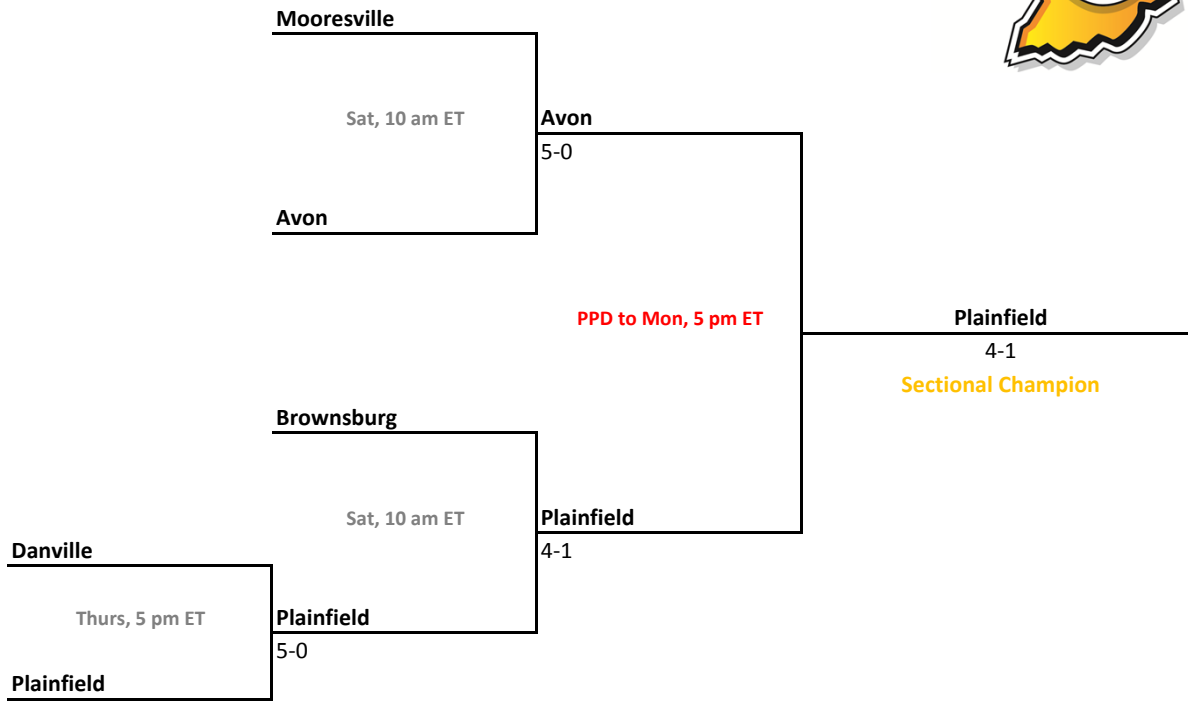 Mooresville
Sat, 10 am ET
Avon
5-0
Avon
PPD to Mon, 5 pm ET
Plainfield
4-1
Sectional Champion
Brownsburg
Sat, 10 am ET
Plainfield
4-1
Danville
Thurs, 5 pm ET
Plainfield
5-0
Plainfield